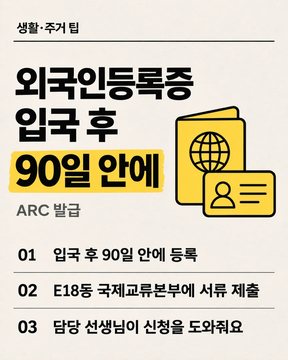 생활·주거 팁
외국인등록증
입국 후
90일 안에
ARC 발급
01 입국 후 90일 안에 등록
02 E18동 국제교류본부에 서류 제출
03 담당 선생님이 신청을 도와줘요